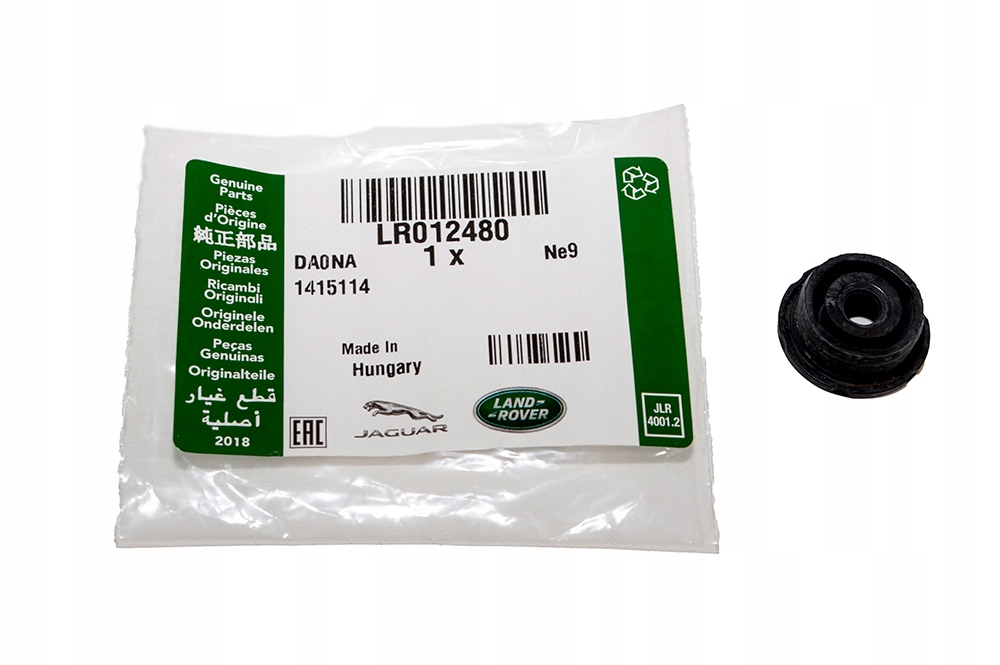 Genuine
Parts
Pièces
d'Origine
純正部品
Piezas
Originales
Ricambi
Originali
Originele
Onderdelen
Peças
Genuinas
Originalteile
قطع غيار
أصلية
2018
LR012480
1 x
DA0NA
Ne9
1415114
Made In
Hungary
EAC
JAGUAR
LAND-
-ROVER
JLR
4001.2